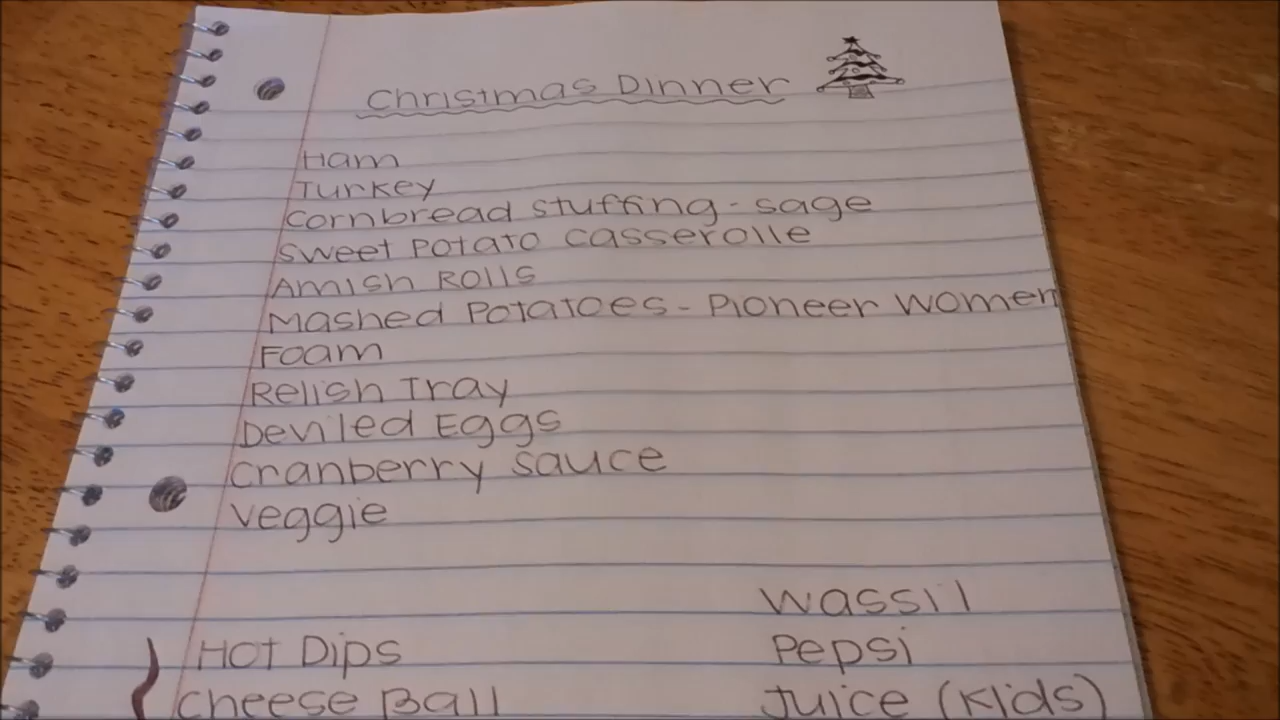 Christmas Dinner
Ham
Turkey
Cornbread stuffing - sage
Sweet Potato Casserolle
Amish Rolls
Mashed Potatoes - Pioneer Women
Foam
Relish Tray
Deviled Eggs
Cranberry Sauce
Veggie
Wassil
Hot Dips
Pepsi
Cheese Ball
Juice (Kids)